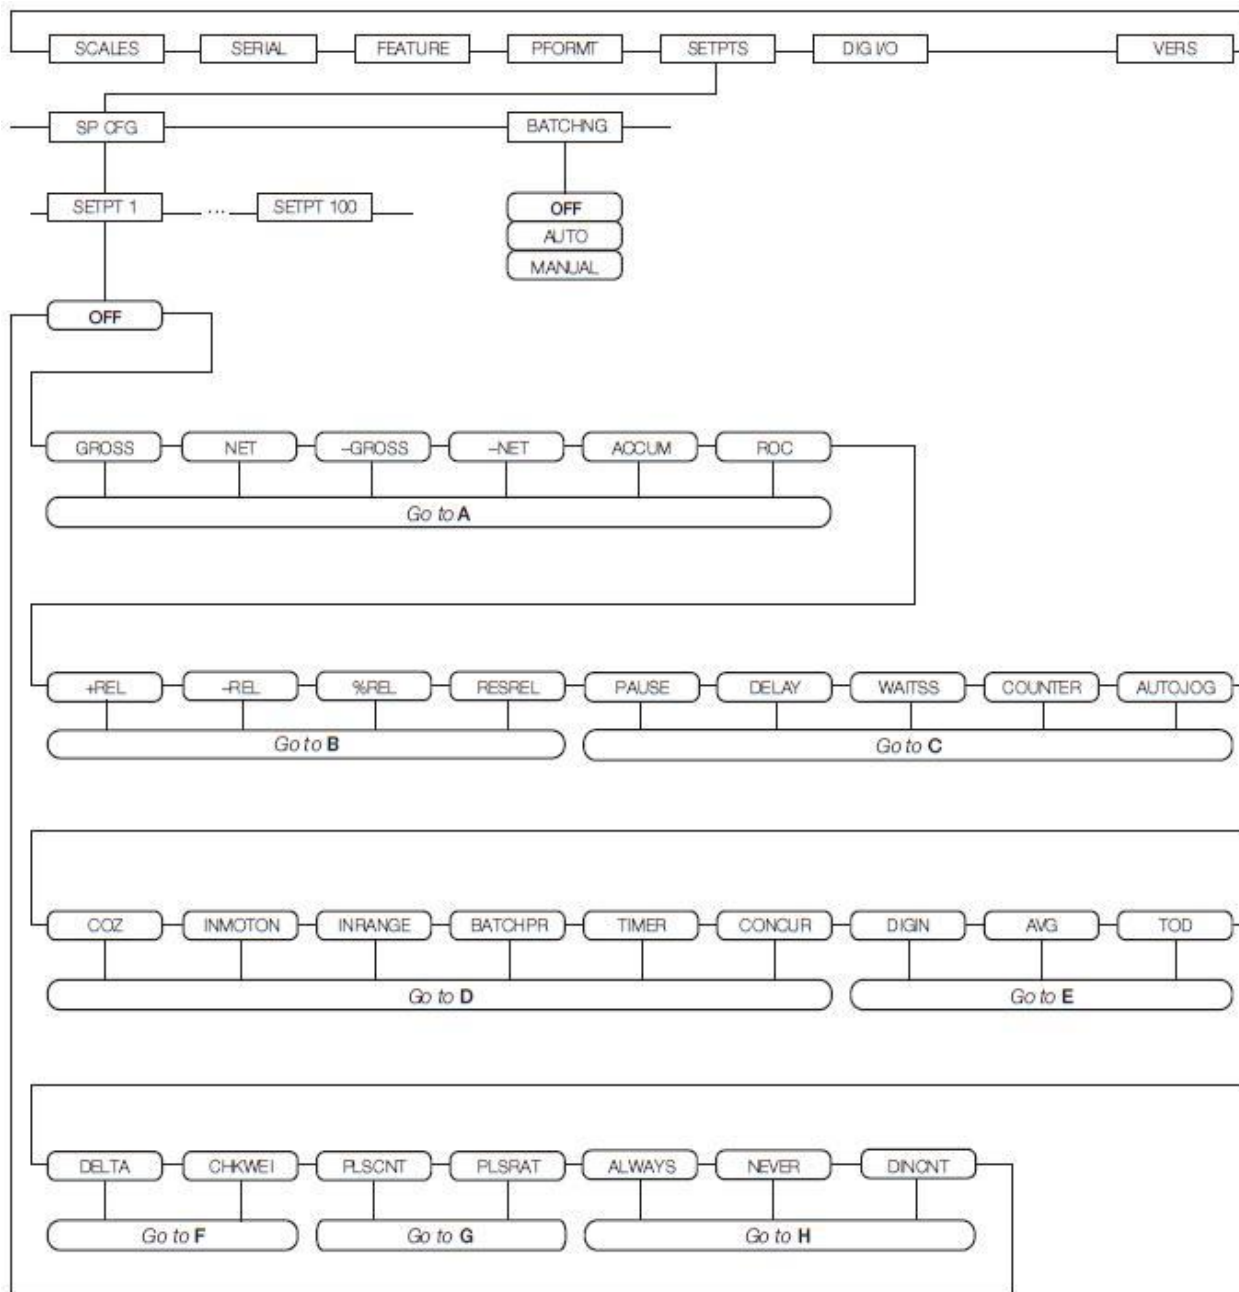 SCALES SERIAL FEATURE PFORMT SETPTS DIG I/O VERS
SP CFG BATCHNG
SETPT 1 ... SETPT 100
OFF
AUTO
MANUAL
OFF
GROSS NET –GROSS –NET ACCUM ROC
Go to A
+REL –REL %REL RESREL PAUSE DELAY WAITSS COUNTER AUTOJOG
Go to B Go to C
COZ INMOTON INRANGE BATCHPR TIMER CONCUR DIGIN AVG TOD
Go to D Go to E
DELTA CHKWEI PLSCNT PLSRAT ALWAYS NEVER DINCNT
Go to F Go to G Go to H